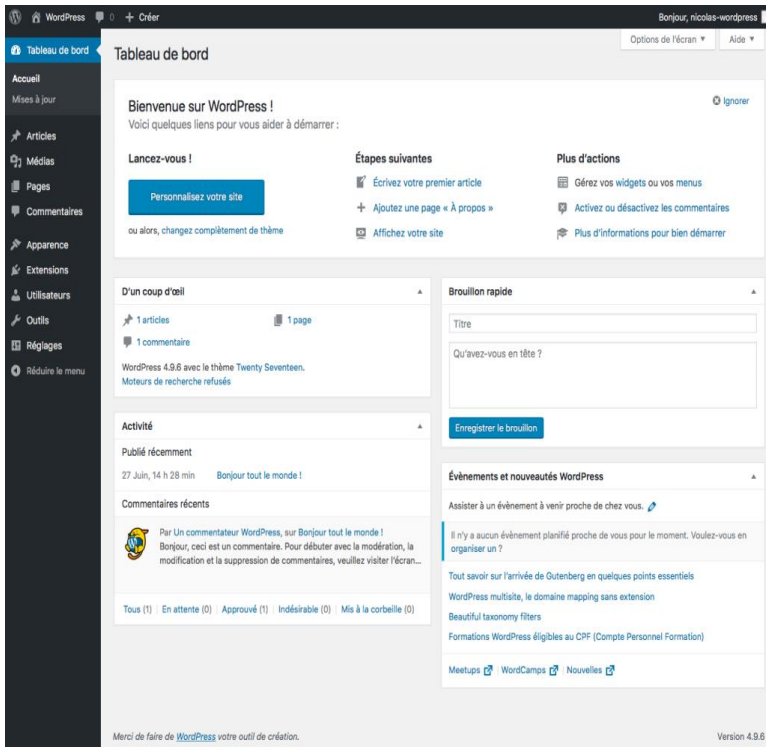 WordPress 0 + Créer
Bonjour, nicolas-wordpress
Options de l'écran ▼ Aide ▼
Tableau de bord
Accueil
Mises à jour
Articles
Médias
Pages
Commentaires
Apparence
Extensions
Utilisateurs
Outils
Réglages
Réduire le menu
Tableau de bord
Bienvenue sur WordPress !
Ignorer
Voici quelques liens pour vous aider à démarrer :
Lancez-vous !
Personnalisez votre site
ou alors, changez complètement de thème
Étapes suivantes
Écrivez votre premier article
Ajoutez une page « À propos »
Affichez votre site
Plus d'actions
Gérez vos widgets ou vos menus
Activez ou désactivez les commentaires
Plus d'informations pour bien démarrer
D'un coup d'œil
1 articles
1 page
1 commentaire
WordPress 4.9.6 avec le thème Twenty Seventeen.
Moteurs de recherche refusés
Activité
Publié récemment
27 Juin, 14 h 28 min Bonjour tout le monde !
Commentaires récents
Par Un commentateur WordPress, sur Bonjour tout le monde !
Bonjour, ceci est un commentaire. Pour débuter avec la modération, la
modification et la suppression de commentaires, veuillez visiter l'écran...
Tous (1) | En attente (0) | Approuvé (1) | Indésirable (0) | Mis à la corbeille (0)
Brouillon rapide
Titre
Qu'avez-vous en tête ?
Enregistrer le brouillon
Évènements et nouveautés WordPress
Assister à un évènement à venir proche de chez vous.
Il n'y a aucun évènement planifié proche de vous pour le moment. Voulez-vous en
organiser un ?
Tout savoir sur l'arrivée de Gutenberg en quelques points essentiels
WordPress multisite, le domaine mapping sans extension
Beautiful taxonomy filters
Formations WordPress éligibles au CPF (Compte Personnel Formation)
Meetups | WordCamps | Nouvelles
Merci de faire de WordPress votre outil de création.
Version 4.9.6